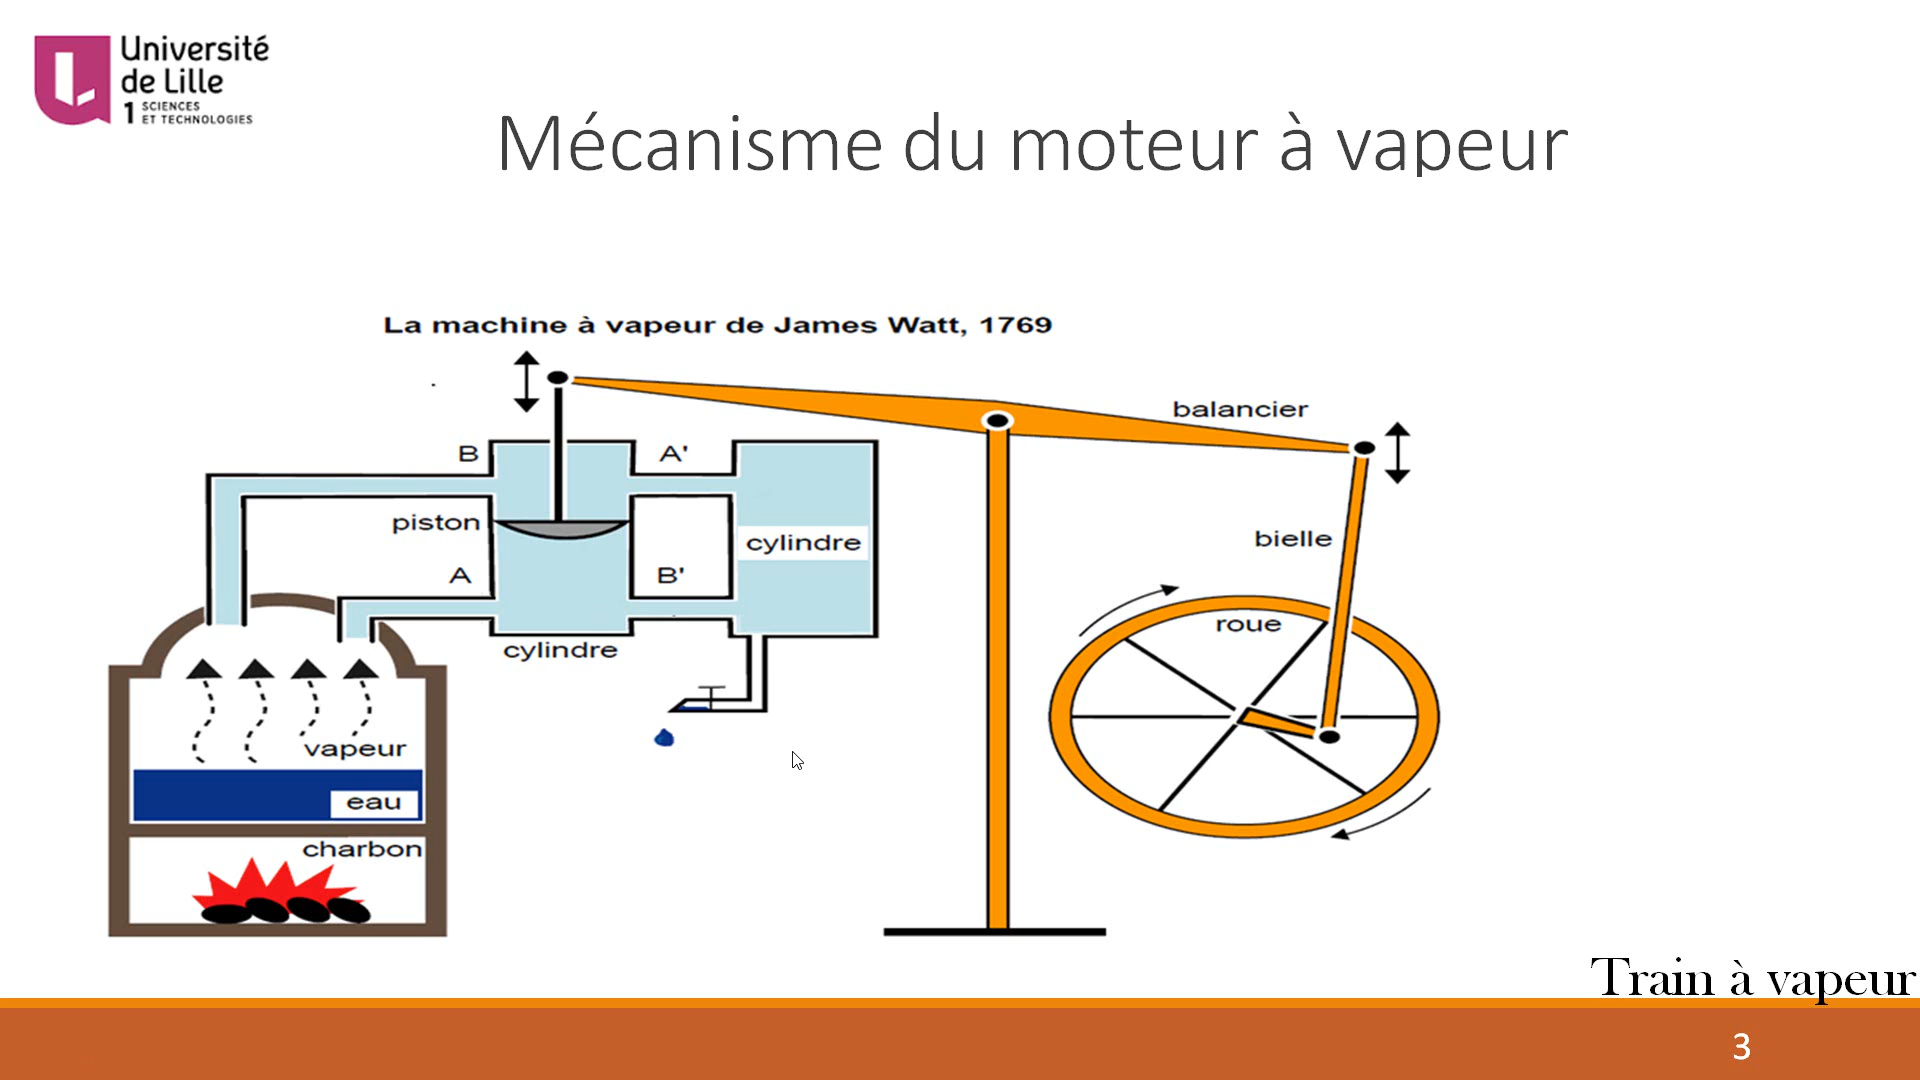 Université
de Lille
1 SCIENCES
ET TECHNOLOGIES
Mécanisme du moteur à vapeur
La machine à vapeur de James Watt, 1769
balancier
B
A'
piston
cylindre
bielle
A
B'
roue
cylindre
vapeur
eau
charbon
Train à vapeur
3